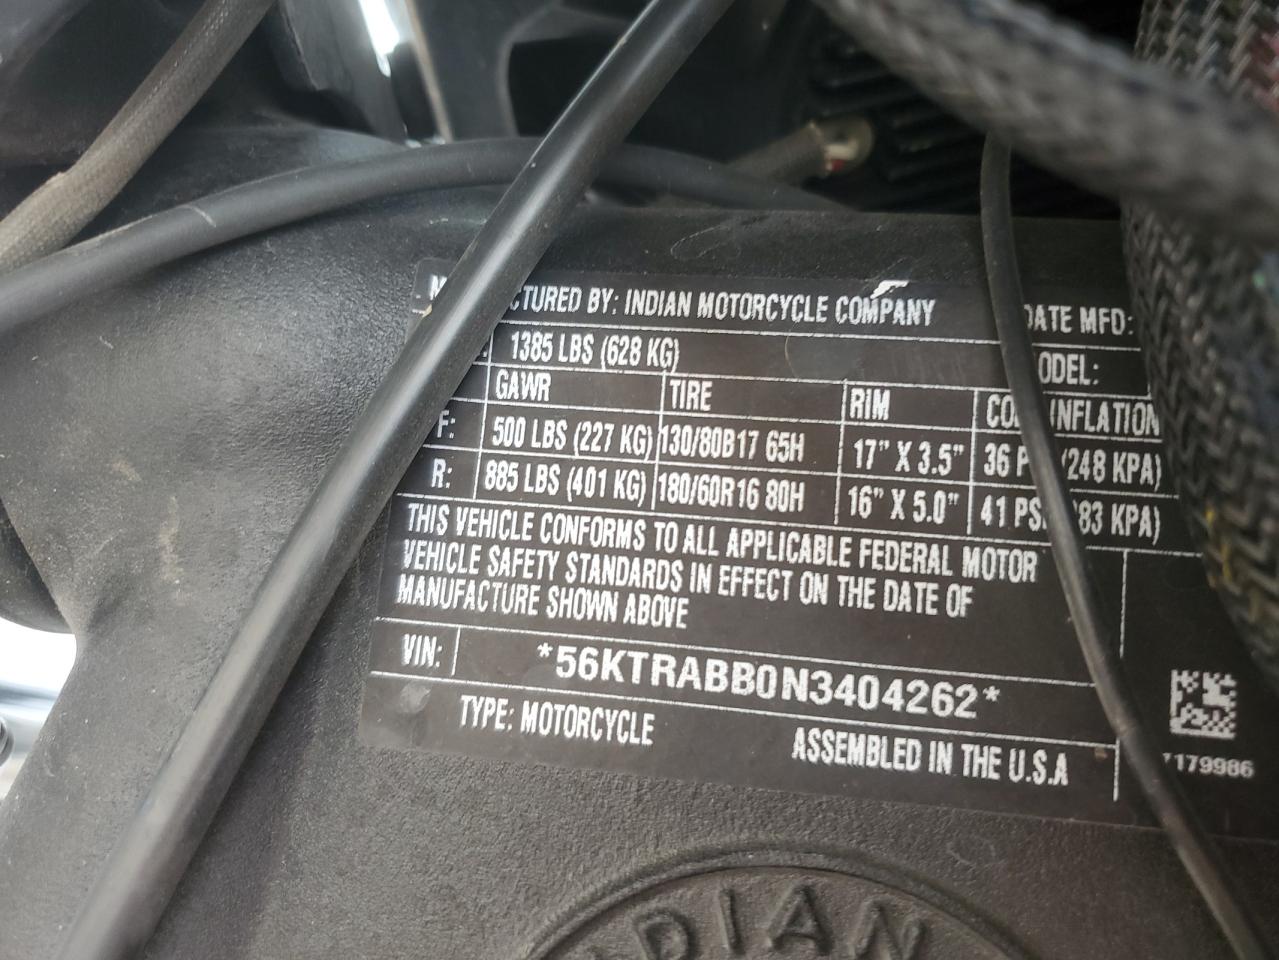 CTURED BY: INDIAN MOTORCYCLE COMPANY DATE MFD:
1385 LBS (628 KG) ODEL:
GAWR TIRE RIM COL INFLATION
F: 500 LBS (227 KG) 130/80B17 65H 17" X 3.5" 36 P (248 KPA)
R: 885 LBS (401 KG) 180/60R16 80H 16" X 5.0" 41 PS 83 KPA)
THIS VEHICLE CONFORMS TO ALL APPLICABLE FEDERAL MOTOR
VEHICLE SAFETY STANDARDS IN EFFECT ON THE DATE OF
MANUFACTURE SHOWN ABOVE
VIN: *56KTRABB0N3404262*
TYPE: MOTORCYCLE ASSEMBLED IN THE U.S.A
7179986
NDIAN